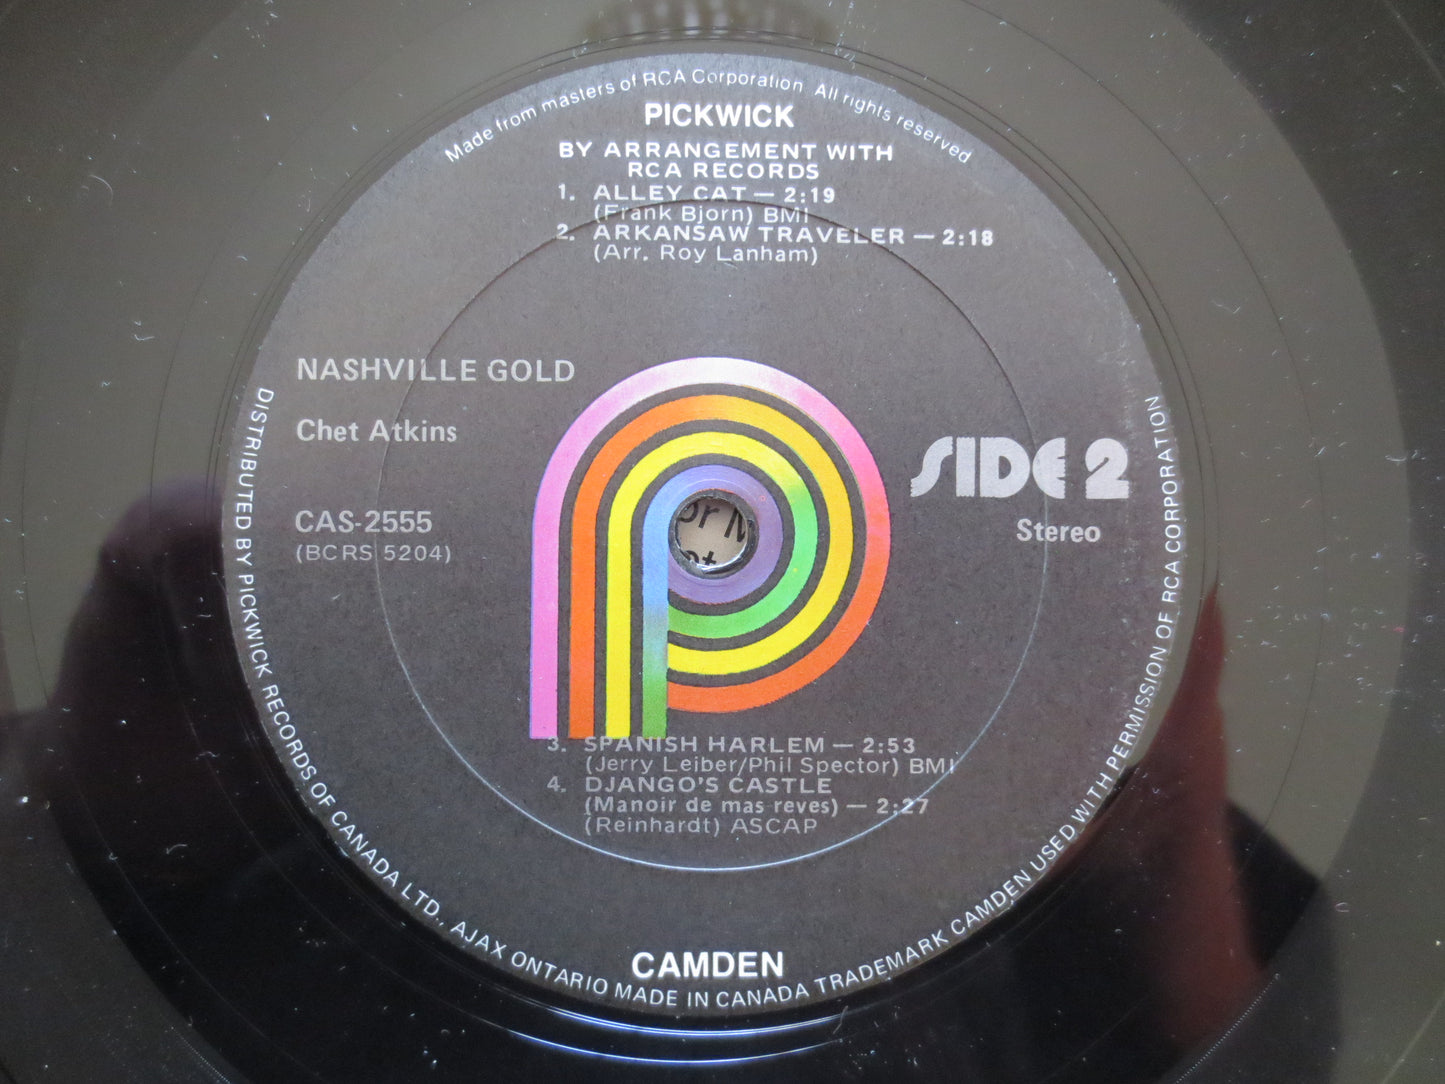 Made from masters of RCA Corporation All rights reserved
PICKWICK
BY ARRANGEMENT WITH
RCA RECORDS
1. ALLEY CAT — 2:19
(Frank Bjorn) BMI
2. ARKANSAW TRAVELER — 2:18
(Arr. Roy Lanham)
NASHVILLE GOLD
Chet Atkins
CAS-2555
(BCRS 5204)
SIDE 2
Stereo
or M
3. SPANISH HARLEM — 2:53
(Jerry Leiber/Phil Spector) BMI
4. DJANGO'S CASTLE
(Manoir de mas reves) — 2:27
(Reinhardt) ASCAP
CAMDEN
DISTRIBUTED BY PICKWICK RECORDS OF CANADA LTD., AJAX ONTARIO MADE IN CANADA TRADEMARK CAMDEN USED WITH PERMISSION OF RCA CORPORATION